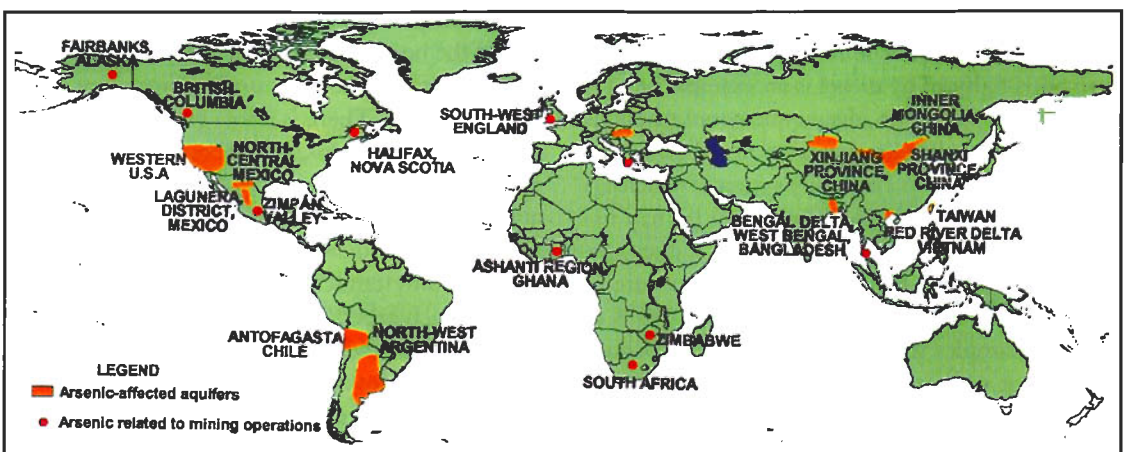 FAIRBANKS,
ALASKA
BRITISH
COLUMBIA
SOUTH-WEST
ENGLAND
INNER
MONGOLIA
CHINA
HALIFAX,
NOVA SCOTIA
WESTERN
U.S.A
NORTH-
CENTRAL
MEXICO
XINJIANG
PROVINCE,
CHINA
SHANXI
PROVINCE,
CHINA
LAGUNERA
DISTRICT,
MEXICO
ZIMPÁN
VALLEY
BENGAL DELTA
WEST BENGAL,
BANGLADESH
TAIWAN
RED RIVER DELTA
VIETNAM
ASHANTI REGION,
GHANA
ANTOFAGASTA
CHILE
NORTH-WEST
ARGENTINA
ZIMBABWE
SOUTH AFRICA
LEGEND
Arsenic-affected aquifers
Arsenic related to mining operations